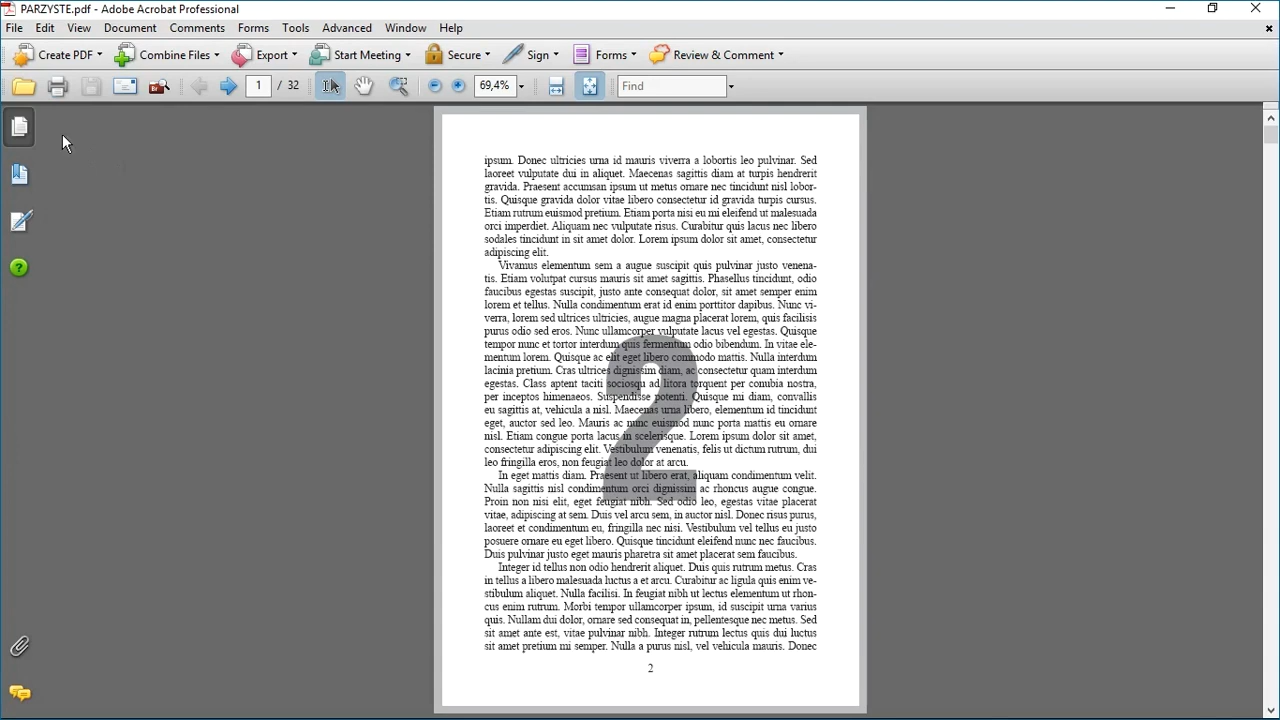 PARZYSTE.pdf - Adobe Acrobat Professional
File Edit View Document Comments Forms Tools Advanced Window Help
Create PDF Combine Files Export Start Meeting Secure Sign Forms Review & Comment
1 / 32 69,4% Find
ipsum. Donec ultricies urna id mauris viverra a lobortis leo pulvinar. Sed
laoreet vulputate dui in aliquet. Maecenas sagittis diam at turpis hendrerit
gravida. Praesent accumsan ipsum ut metus ornare nec tincidunt nisl lobor-
tis. Quisque gravida dolor vitae libero consectetur id gravida turpis cursus.
Etiam rutrum euismod pretium. Etiam porta nisi eu mi eleifend ut malesuada
orci imperdiet. Aliquam nec vulputate risus. Curabitur quis lacus nec libero
sodales tincidunt in sit amet dolor. Lorem ipsum dolor sit amet, consectetur
adipiscing elit.
Vivamus elementum sem a augue suscipit quis pulvinar justo venena-
tis. Etiam volutpat cursus mauris sit amet sagittis. Phasellus tincidunt, odio
faucibus egestas suscipit, justo ante consequat dolor, sit amet semper enim
lorem et tellus. Nulla condimentum erat id enim porttitor dapibus. Nunc vi-
verra, lorem sed ultrices ultricies, augue magna placerat lorem, quis facilisis
purus odio sed eros. Nunc ullamcorper vulputate lacus vel egestas. Quisque
tempor nunc et tortor interdum quis fermentum odio bibendum. In vitae ele-
mentum lorem. Quisque ac elit eget libero commodo mattis. Nulla interdum
lacinia pretium. Cras ultrices dignissim diam, ac consectetur quam interdum
egestas. Class aptent taciti sociosqu ad litora torquent per conubia nostra,
per inceptos himenaeos. Suspendisse potenti. Quisque mi diam, convallis
eu sagittis at, vehicula a nisl. Maecenas urna libero, elementum id tincidunt
eget, auctor sed leo. Mauris ac nunc euismod nunc porta mattis eu ornare
nisl. Etiam congue porta lacus in scelerisque. Lorem ipsum dolor sit amet,
consectetur adipiscing elit. Vestibulum venenatis, felis ut dictum rutrum, dui
leo fringilla eros, non feugiat leo dolor at arcu.
In eget mattis diam. Praesent ut libero erat, aliquam condimentum velit.
Nulla sagittis nisl condimentum orci dignissim ac rhoncus augue congue.
Proin non nisi elit, eget feugiat nibh. Sed odio leo, egestas vitae placerat
vitae, adipiscing at sem. Duis vel arcu sem, in auctor nisl. Donec risus purus,
laoreet et condimentum eu, fringilla nec nisi. Vestibulum vel tellus eu justo
posuere ornare eu eget libero. Quisque tincidunt eleifend nunc nec faucibus.
Duis pulvinar justo eget mauris pharetra sit amet placerat sem faucibus.
Integer id tellus non odio hendrerit aliquet. Duis quis rutrum metus. Cras
in tellus a libero malesuada luctus a et arcu. Curabitur ac ligula quis enim ve-
stibulum aliquet. Nulla facilisi. In feugiat nibh ut lectus elementum ut rhon-
cus enim rutrum. Morbi tempor ullamcorper ipsum, id suscipit urna varius
quis. Nullam dui dolor, ornare sed consequat in, pellentesque nec metus. Sed
sit amet ante est, vitae pulvinar nibh. Integer rutrum lectus quis dui luctus
sit amet pretium mi semper. Nulla a purus nisl, vel vehicula mauris. Donec
2
2